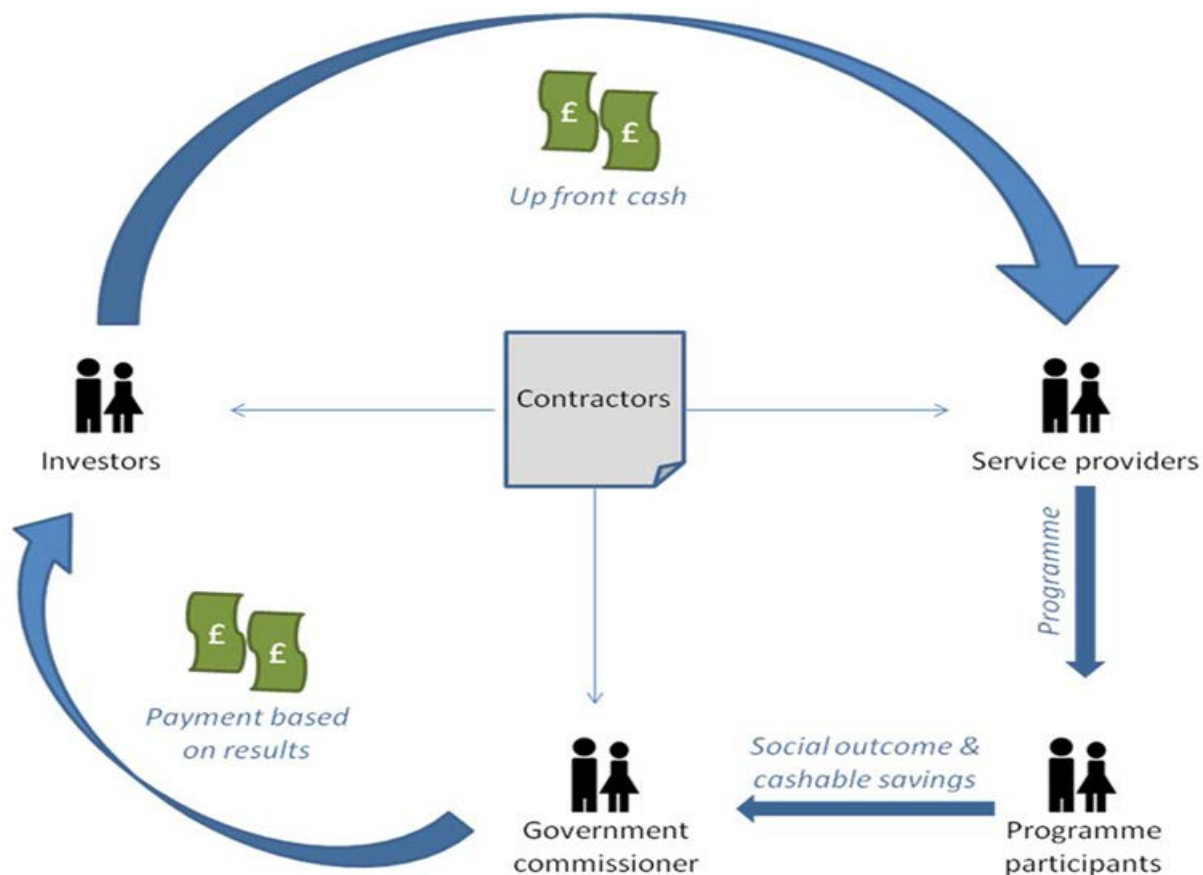 £
£
Up front cash
Contractors
Investors
Service providers
Programme
£
£
Payment based
on results
Social outcome &
cashable savings
Government
commissioner
Programme
participants